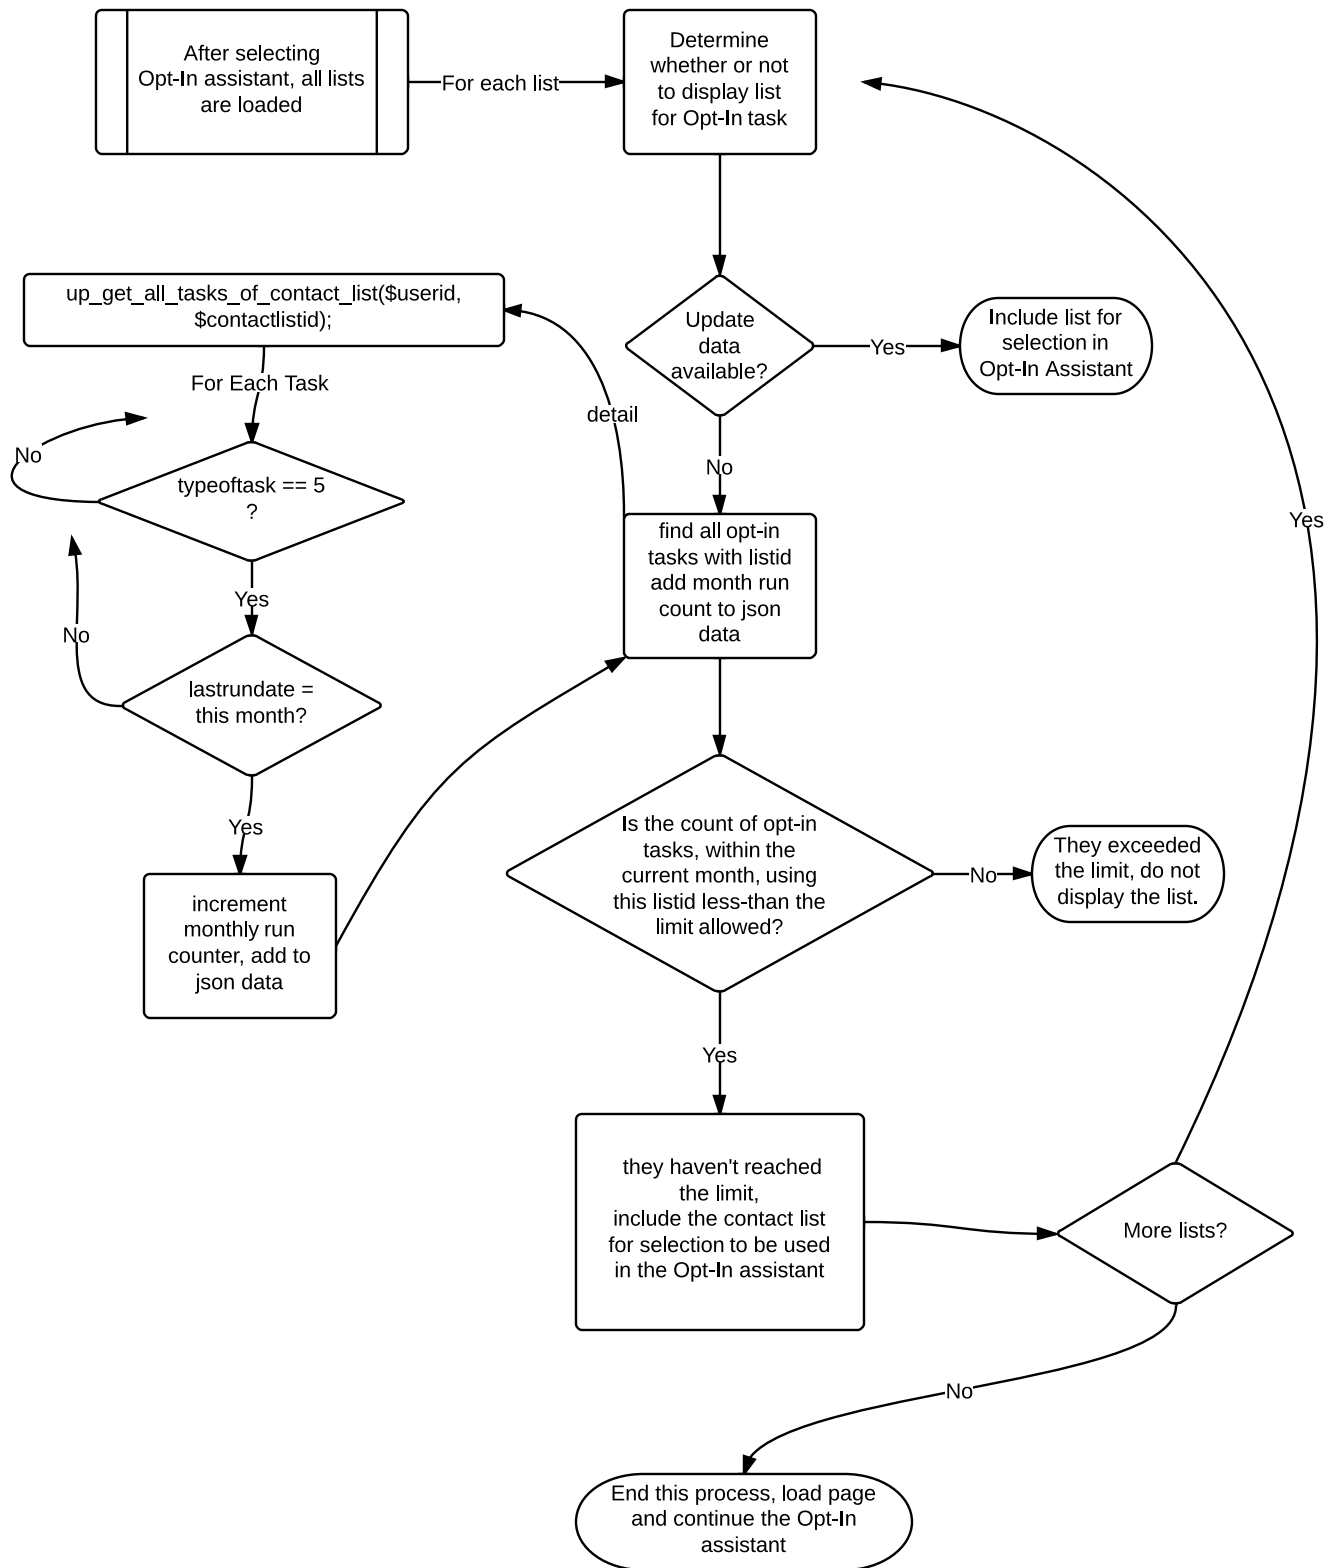 After selecting
Opt-In assistant, all lists
are loaded
For each list
Determine
whether or not
to display list
for Opt-In task
up_get_all_tasks_of_contact_list($userid,
$contactlistid);
Update
data
available?
Yes
Include list for
selection in
Opt-In Assistant
For Each Task
detail
No
No
typeoftask == 5
?
find all opt-in
tasks with listid
add month run
count to json
data
Yes
Yes
No
lastrundate =
this month?
Yes
Is the count of opt-in
tasks, within the
current month, using
this listid less-than the
limit allowed?
No
They exceeded
the limit, do not
display the list.
increment
monthly run
counter, add to
json data
Yes
they haven't reached
the limit,
include the contact list
for selection to be used
in the Opt-In assistant
More lists?
No
End this process, load page
and continue the Opt-In
assistant